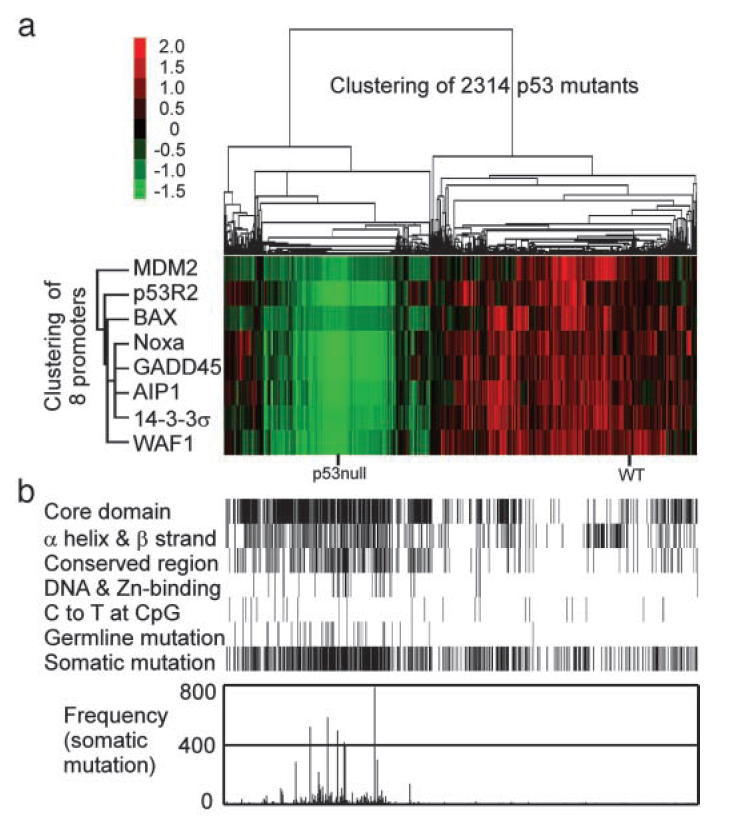 a
2.0
1.5
1.0
0.5
0
-0.5
-1.0
-1.5
Clustering of 2314 p53 mutants
Clustering of
8 promoters
MDM2
p53R2
BAX
Noxa
GADD45
AIP1
14-3-3σ
WAF1
p53null
WT
b
Core domain
α helix & β strand
Conserved region
DNA & Zn-binding
C to T at CpG
Germline mutation
Somatic mutation
Frequency
(somatic
mutation)
800
400
0